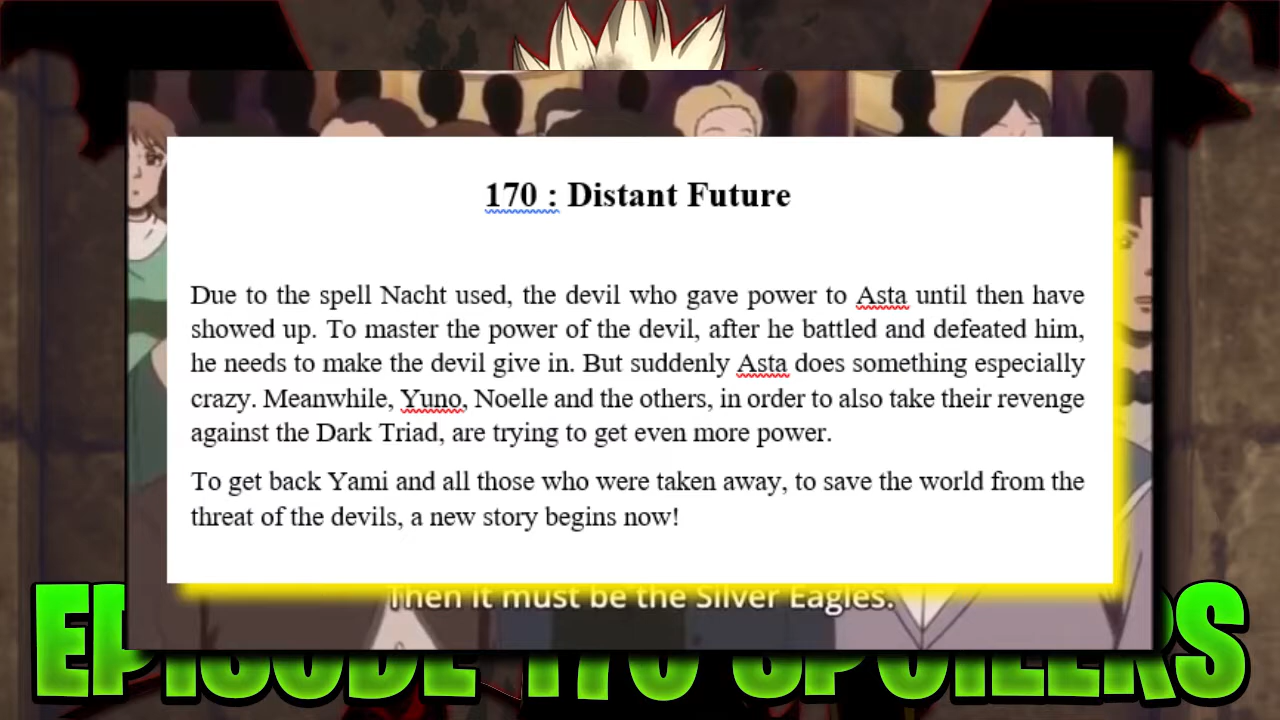 170 : Distant Future
Due to the spell Nacht used, the devil who gave power to Asta until then have
showed up. To master the power of the devil, after he battled and defeated him,
he needs to make the devil give in. But suddenly Asta does something especially
crazy. Meanwhile, Yuno, Noelle and the others, in order to also take their revenge
against the Dark Triad, are trying to get even more power.
To get back Yami and all those who were taken away, to save the world from the
threat of the devils, a new story begins now!
Then it must be the Silver Eagles.
EPISODE 170 SPOILERS